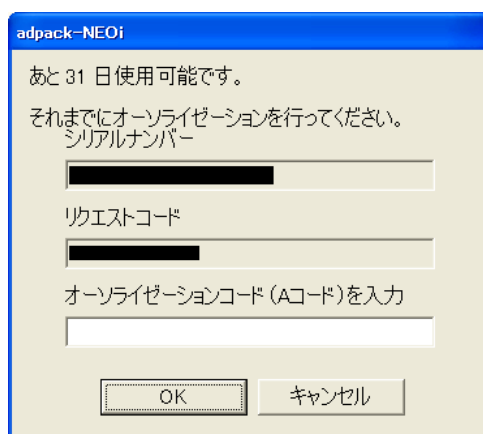 adpack-NEOi
あと 31 日使用可能です。
それまでにオーソライゼーションを行ってください。
シリアルナンバー
リクエストコード
オーソライゼーションコード（Aコード）を入力
OK
キャンセル